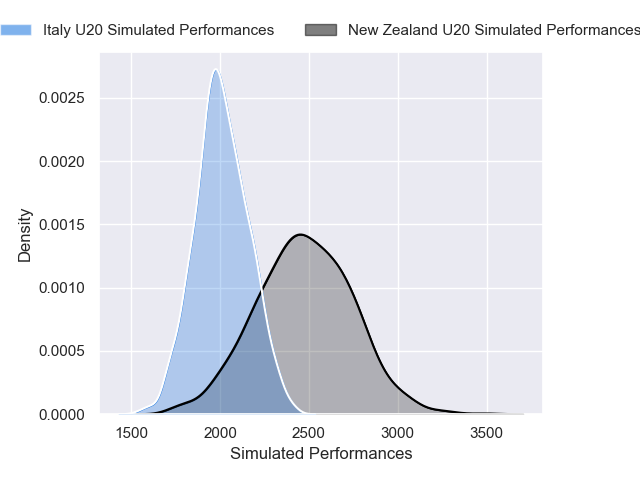 Italy U20 Simulated Performances
New Zealand U20 Simulated Performances
0.0025
0.0020
0.0015
0.0010
0.0005
0.0000
Density
1500 2000 2500 3000 3500
Simulated Performances